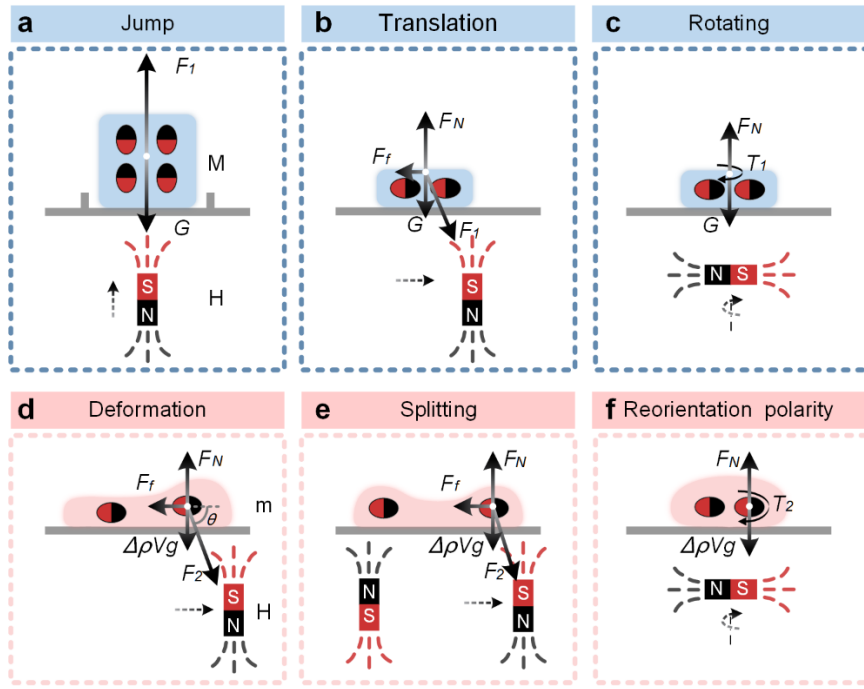 a Jump
b Translation
c Rotating
F1
M
G
S
N
H
FN
Ff
G
F1
S
N
FN
T1
G
N S
d Deformation
e Splitting
f Reorientation polarity
FN
Ff
m
θ
ΔρVg
F2
S
N
H
FN
Ff
ΔρVg
F2
N
S
S
N
FN
T2
ΔρVg
N S